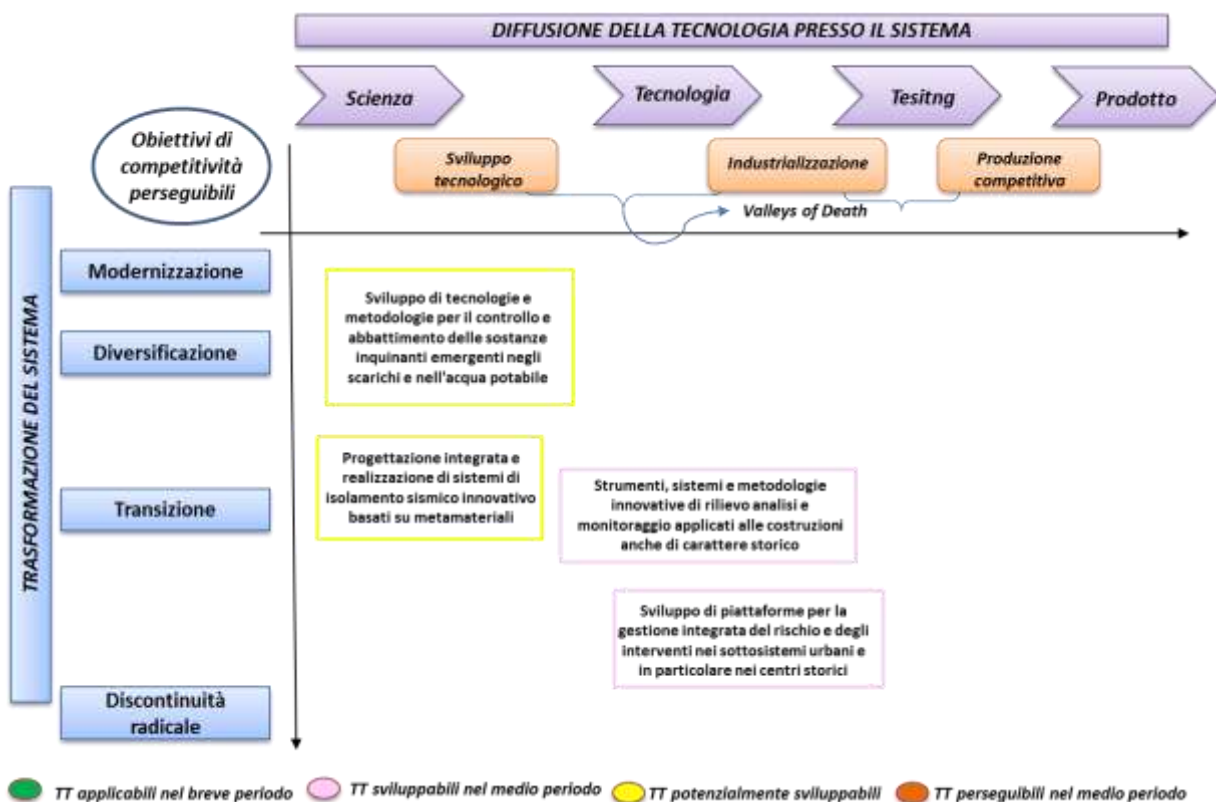 DIFFUSIONE DELLA TECNOLOGIA PRESSO IL SISTEMA
Scienza
Tecnologia
Tesitng
Prodotto
Obiettivi di
competitività
perseguibili
Sviluppo
tecnologico
Industrializzazione
Produzione
competitiva
Valleys of Death
TRASFORMAZIONE DEL SISTEMA
Modernizzazione
Diversificazione
Transizione
Discontinuità
radicale
Sviluppo di tecnologie e
metodologie per il controllo e
abbattimento delle sostanze
inquinanti emergenti negli
scarichi e nell'acqua potabile
Progettazione integrata e
realizzazione di sistemi di
isolamento sismico innovativo
basati su metamateriali
Strumenti, sistemi e metodologie
innovative di rilievo analisi e
monitoraggio applicati alle costruzioni
anche di carattere storico
Sviluppo di piattaforme per la
gestione integrata del rischio e degli
interventi nei sottosistemi urbani e
in particolare nei centri storici
TT applicabili nel breve periodo
TT sviluppabili nel medio periodo
TT potenzialmente sviluppabili
TT perseguibili nel medio periodo